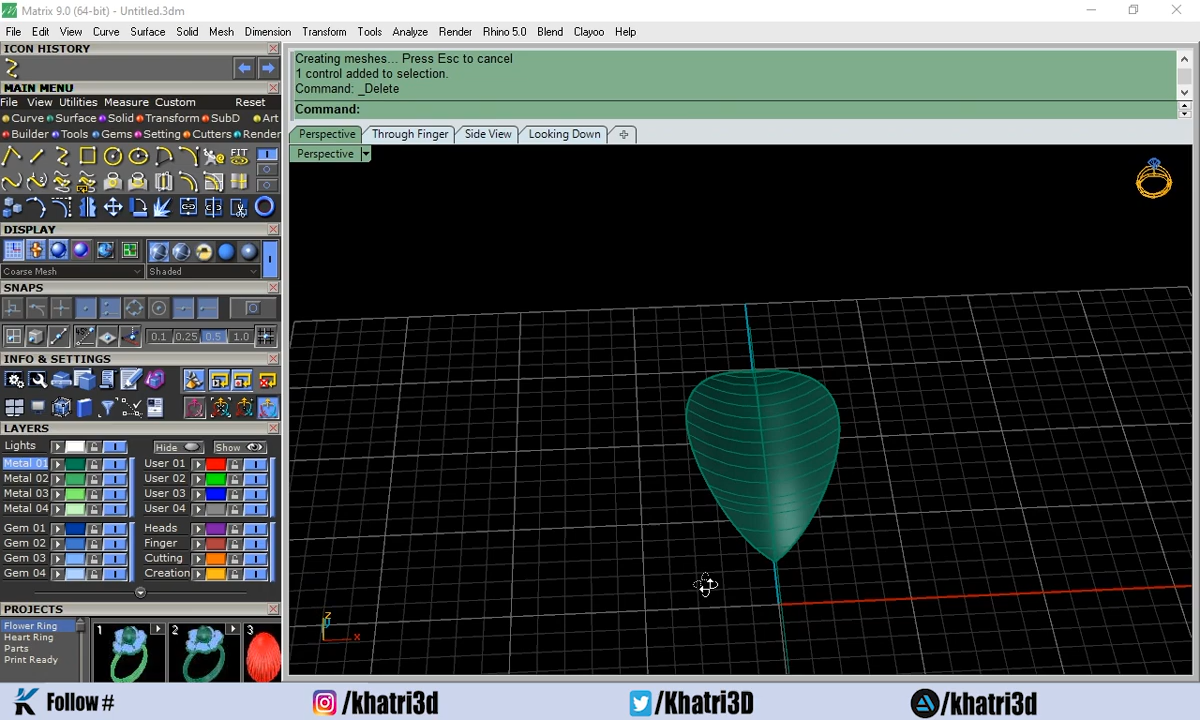 Matrix 9.0 (64-bit) - Untitled.3dm
File Edit View Curve Surface Solid Mesh Dimension Transform Tools Analyze Render Rhino 5.0 Blend Clayoo Help
ICON HISTORY
MAIN MENU
File View Utilities Measure Custom Reset
Curve Surface Solid Transform SubD Art
Builder Tools Gems Setting Cutters Render
FIT
DISPLAY
Coarse Mesh Shaded
SNAPS
0.1 0.25 0.5 1.0
INFO & SETTINGS
LAYERS
Lights Hide Show
Metal 01 User 01
Metal 02 User 02
Metal 03 User 03
Metal 04 User 04
Gem 01 Heads
Gem 02 Finger
Gem 03 Cutting
Gem 04 Creation
PROJECTS
Flower Ring
Heart Ring
Parts
Print Ready
1 2 3
Creating meshes... Press Esc to cancel
1 control added to selection.
Command: _Delete
Command:
Perspective Through Finger Side View Looking Down
Perspective
z
x
Follow # /khatri3d /Khatri3D /khatri3d